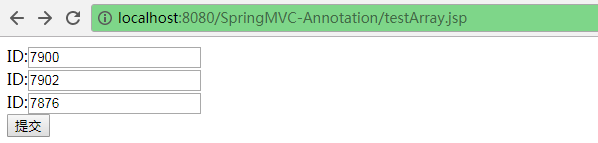 localhost:8080/SpringMVC-Annotation/testArray.jsp
ID:7900
ID:7902
ID:7876
提交